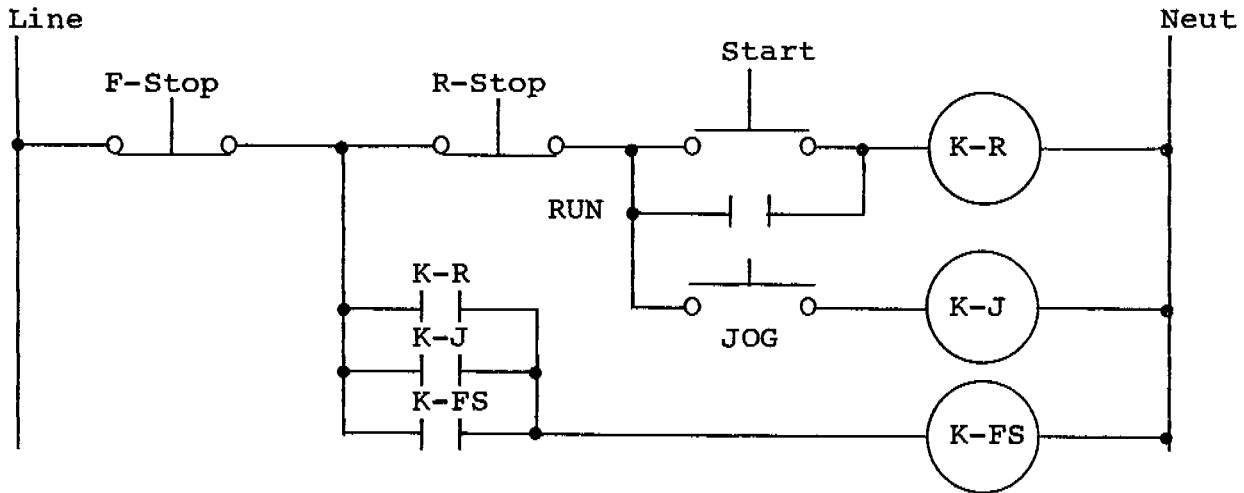 Line
Neut
Start
F-Stop
R-Stop
K-R
RUN
K-R
K-J
K-J
JOG
K-FS
K-FS